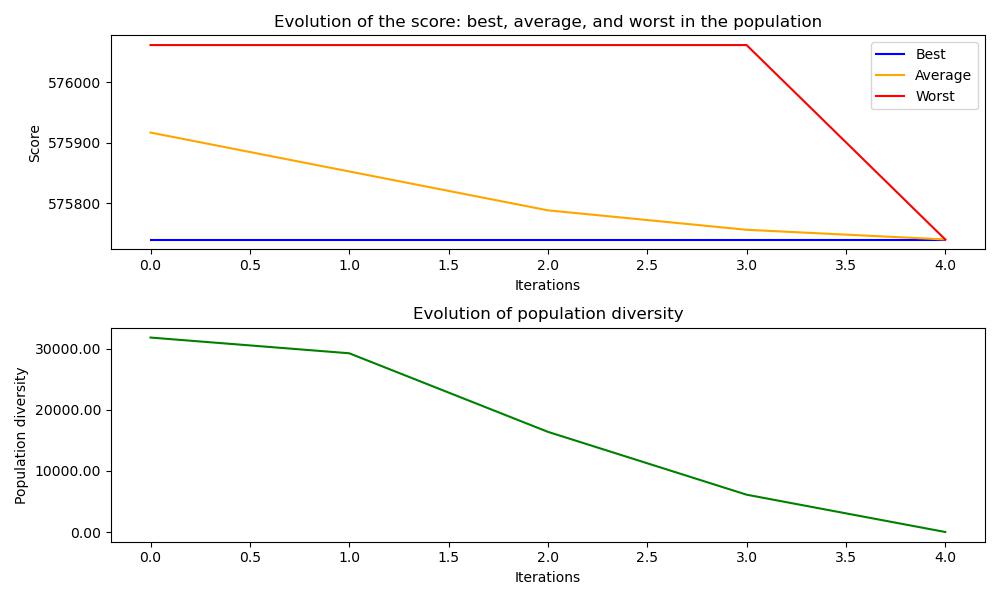 Evolution of the score: best, average, and worst in the population
Score
576000
575900
575800
Best
Average
Worst
0.0 0.5 1.0 1.5 2.0 2.5 3.0 3.5 4.0
Iterations
Evolution of population diversity
Population diversity
30000.00
20000.00
10000.00
0.00
0.0 0.5 1.0 1.5 2.0 2.5 3.0 3.5 4.0
Iterations